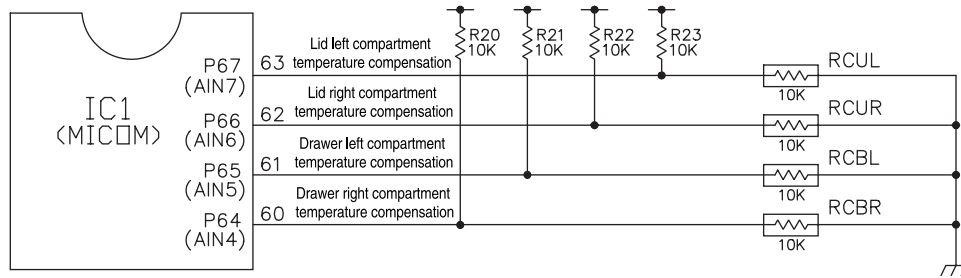 R20
10K
R21
10K
R22
10K
R23
10K
Lid left compartment
temperature compensation
P67
(AIN7)
63
RCUL
10K
IC1
(MICOM)
Lid right compartment
temperature compensation
P66
(AIN6)
62
RCUR
10K
Drawer left compartment
temperature compensation
P65
(AIN5)
61
RCBL
10K
Drawer right compartment
temperature compensation
P64
(AIN4)
60
RCBR
10K